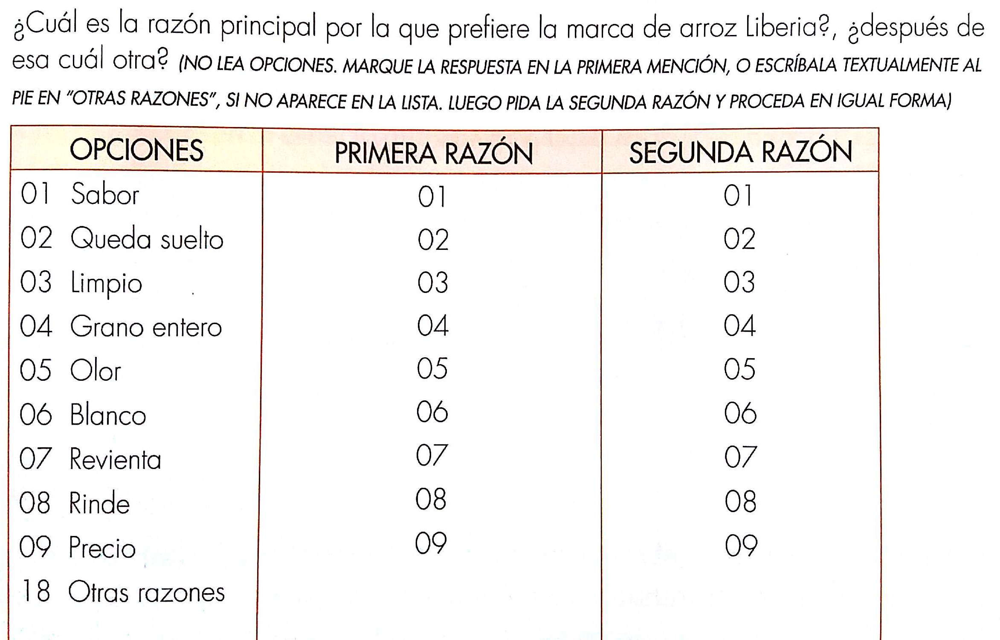 ¿Cuál es la razón principal por la que prefiere la marca de arroz Liberia?, ¿después de
esa cuál otra? (NO LEA OPCIONES. MARQUE LA RESPUESTA EN LA PRIMERA MENCIÓN, O ESCRÍBALA TEXTUALMENTE AL
PIE EN "OTRAS RAZONES", SI NO APARECE EN LA LISTA. LUEGO PIDA LA SEGUNDA RAZÓN Y PROCEDA EN IGUAL FORMA)
OPCIONES PRIMERA RAZÓN SEGUNDA RAZÓN
01 Sabor 01 01
02 Queda suelto 02 02
03 Limpio 03 03
04 Grano entero 04 04
05 Olor 05 05
06 Blanco 06 06
07 Revienta 07 07
08 Rinde 08 08
09 Precio 09 09
18 Otras razones